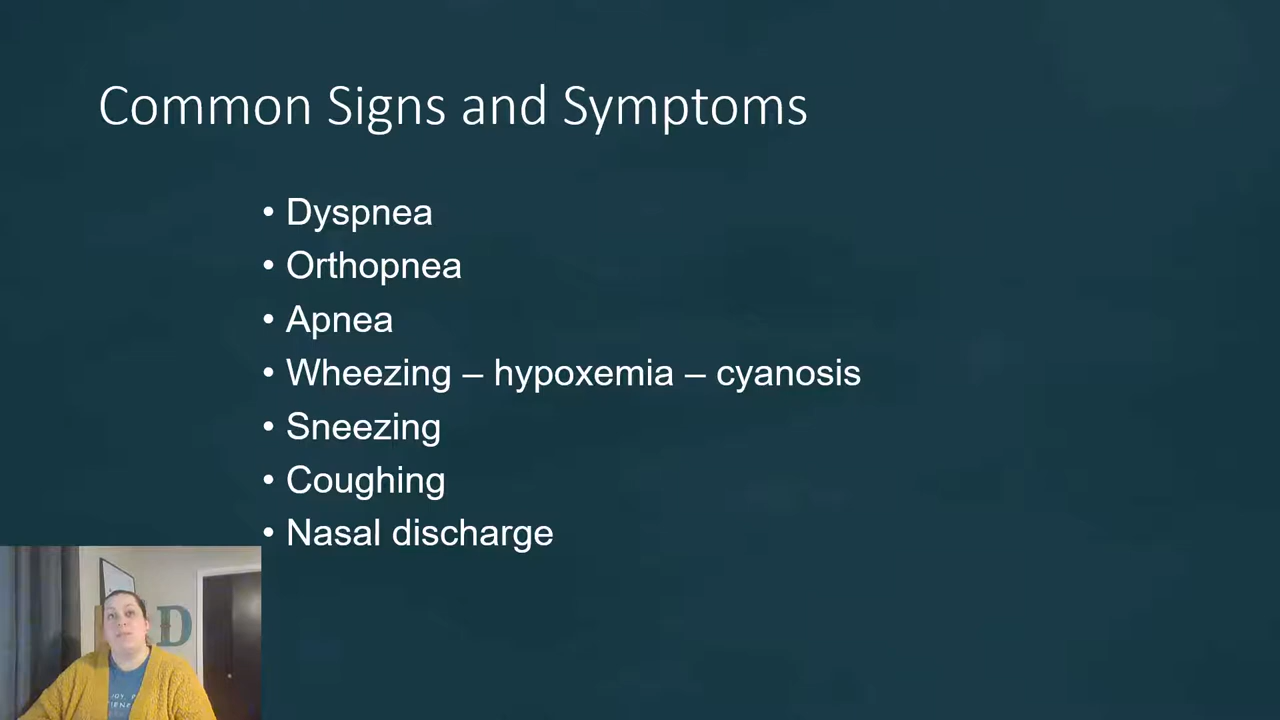 Common Signs and Symptoms
• Dyspnea
• Orthopnea
• Apnea
• Wheezing – hypoxemia – cyanosis
• Sneezing
• Coughing
• Nasal discharge
D